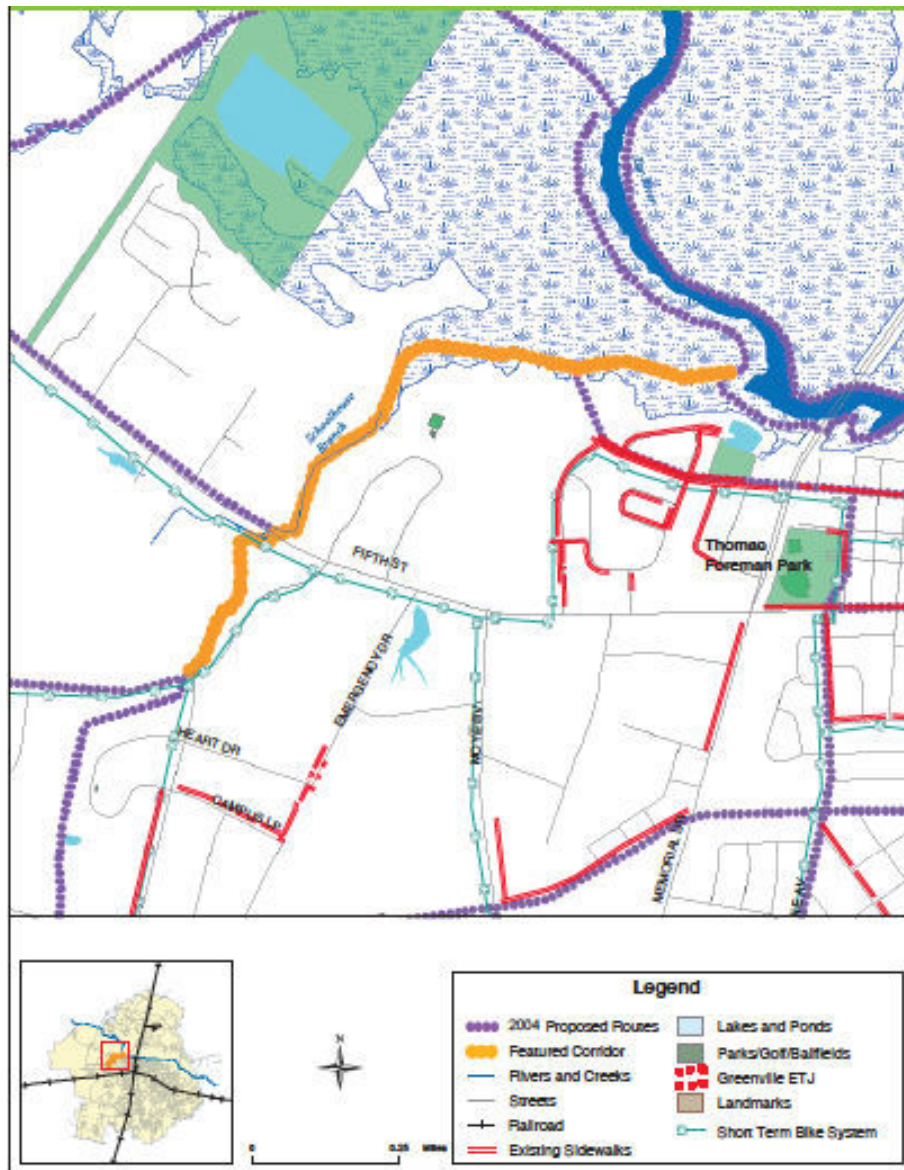 Schoolhouse
Branch
FIFTH ST
Thomas
Foreman Park
EMERGENCY DR
MOYE BV
HEART DR
CAMPUS LP
MEMORIAL DR
Legend
2004 Proposed Routes
Featured Corridor
Rivers and Creeks
Streets
Railroad
Existing Sidewalks
Lakes and Ponds
Parks/Golf/Ballfields
Greenville ETJ
Landmarks
Short Term Bike System
N
0
0.25
Miles